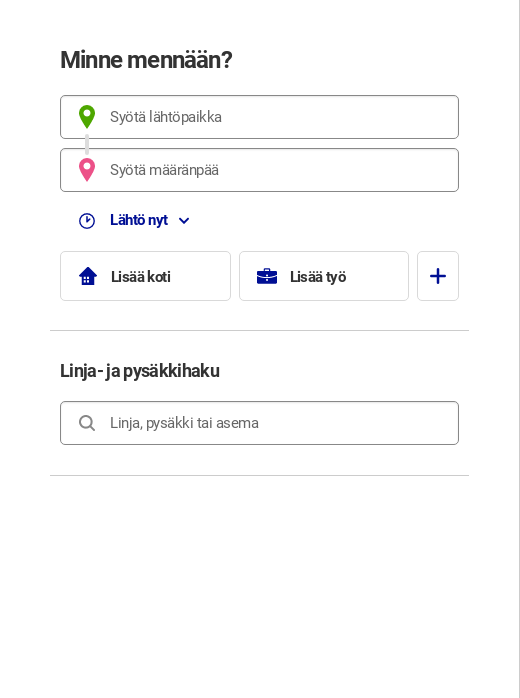 Minne mennään?
Syötä lähtöpaikka
Syötä määränpää
Lähtö nyt
Lisää koti
Lisää työ
Linja- ja pysäkkihaku
Linja, pysäkki tai asema